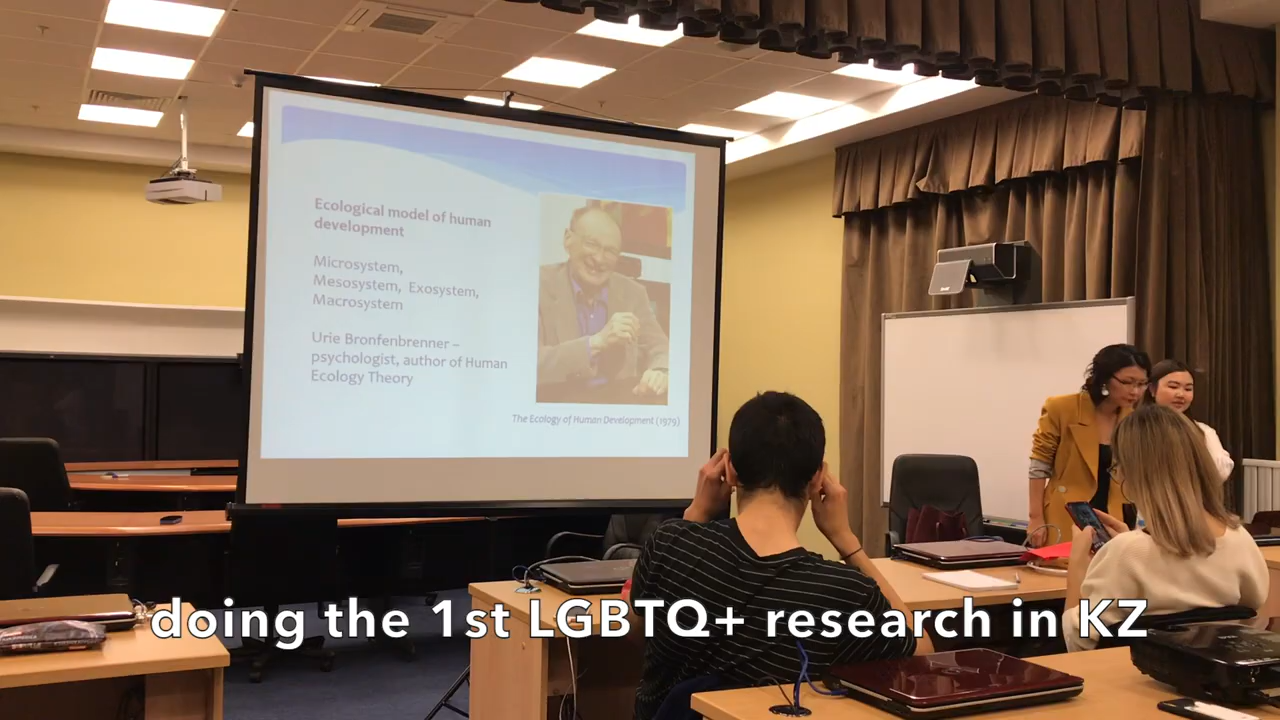 Ecological model of human
development
Microsystem,
Mesosystem, Exosystem,
Macrosystem
Urie Bronfenbrenner –
psychologist, author of Human
Ecology Theory
The Ecology of Human Development (1979)
doing the 1st LGBTQ+ research in KZ